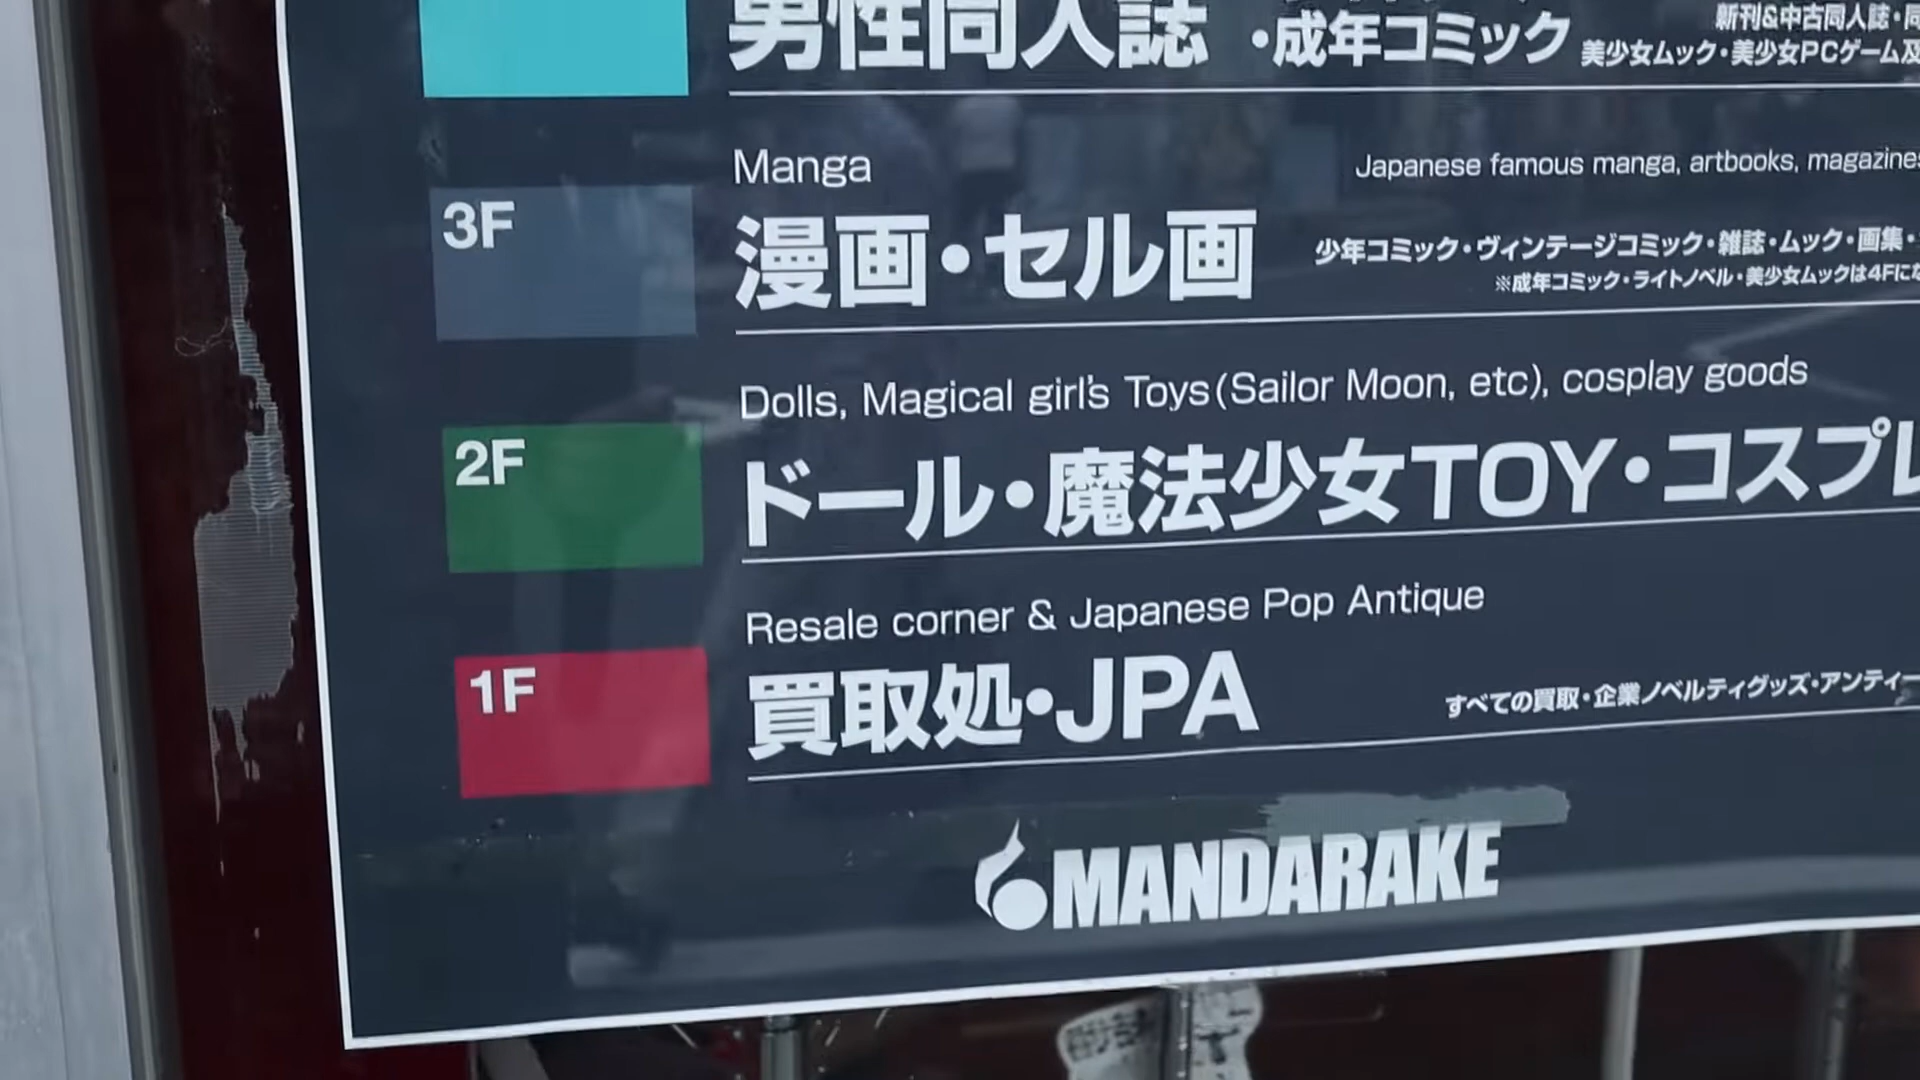 男性同人誌 ・成年コミック
新刊&中古同人誌・同
美少女ムック・美少女PCゲーム及
3F
Manga
Japanese famous manga, artbooks, magazines
漫画・セル画
少年コミック・ヴィンテージコミック・雑誌・ムック・画集・
※成年コミック・ライトノベル・美少女ムックは4Fにな
2F
Dolls, Magical girl's Toys(Sailor Moon, etc), cosplay goods
ドール・魔法少女TOY・コスプレ
1F
Resale corner & Japanese Pop Antique
買取処・JPA
すべての買取・企業ノベルティグッズ・アンティー
MANDARAKE